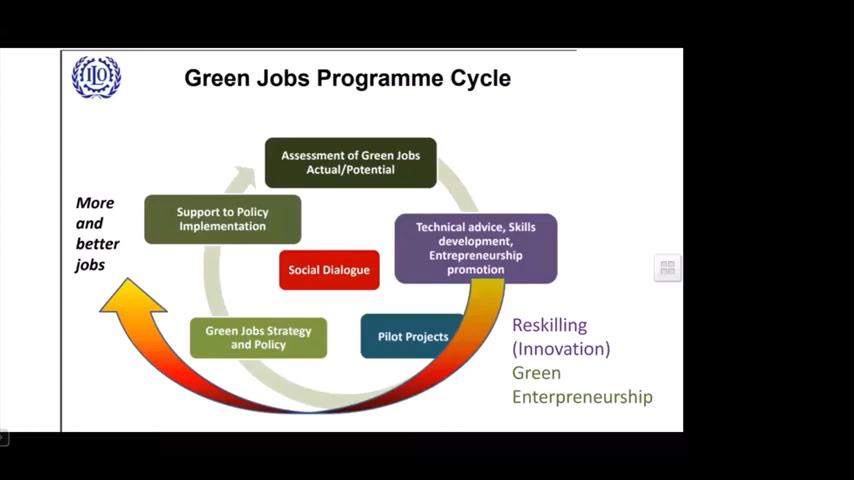 ILO
Green Jobs Programme Cycle
Assessment of Green Jobs
Actual/Potential
More
and
better
jobs
Support to Policy
Implementation
Technical advice, Skills
development,
Entrepreneurship
promotion
Social Dialogue
Green Jobs Strategy
and Policy
Pilot Projects
Reskilling
(Innovation)
Green
Enterpreneurship